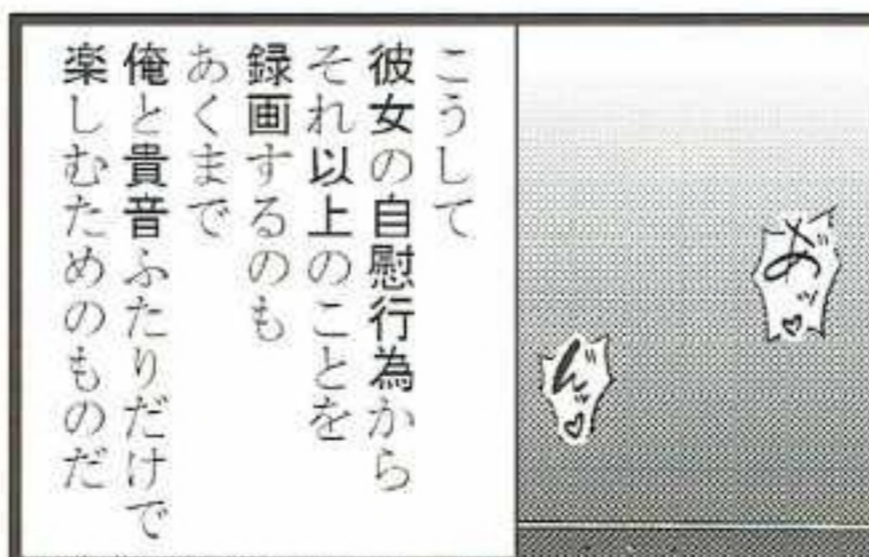 あ゛ッ♡
ん゛ッ♡
こうして
彼女の自慰行為から
それ以上のことを
録画するのも
あくまで
俺と貴音ふたりだけで
楽しむためのものだ